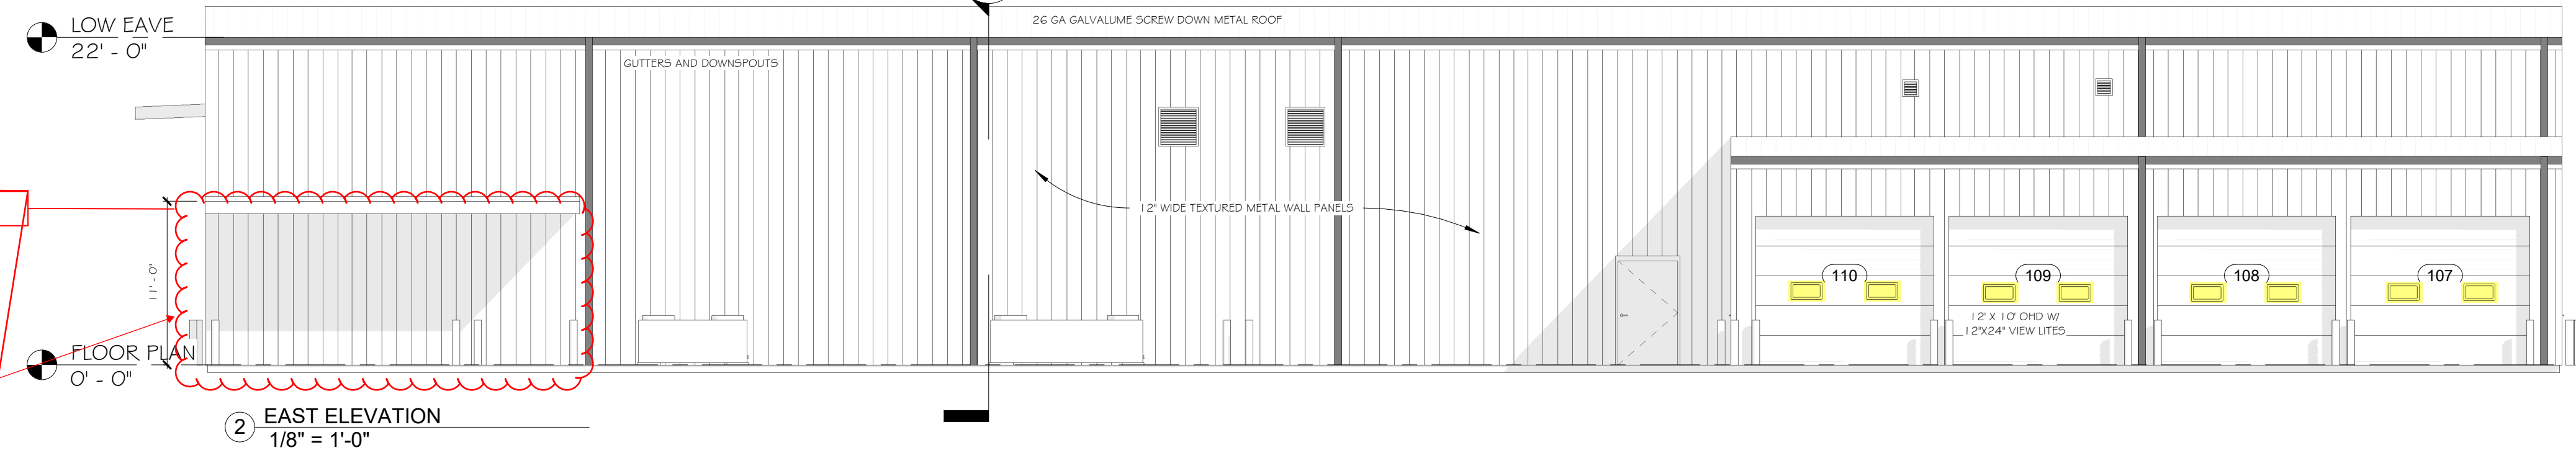 LOW EAVE
22' - 0"
26 GA GALVALUME SCREW DOWN METAL ROOF
GUTTERS AND DOWNSPOUTS
12" WIDE TEXTURED METAL WALL PANELS
11' - 0"
110
109
108
107
12' X 10' OHD W/
12"X24" VIEW LITES
FLOOR PLAN
0' - 0"
2
EAST ELEVATION
1/8" = 1'-0"